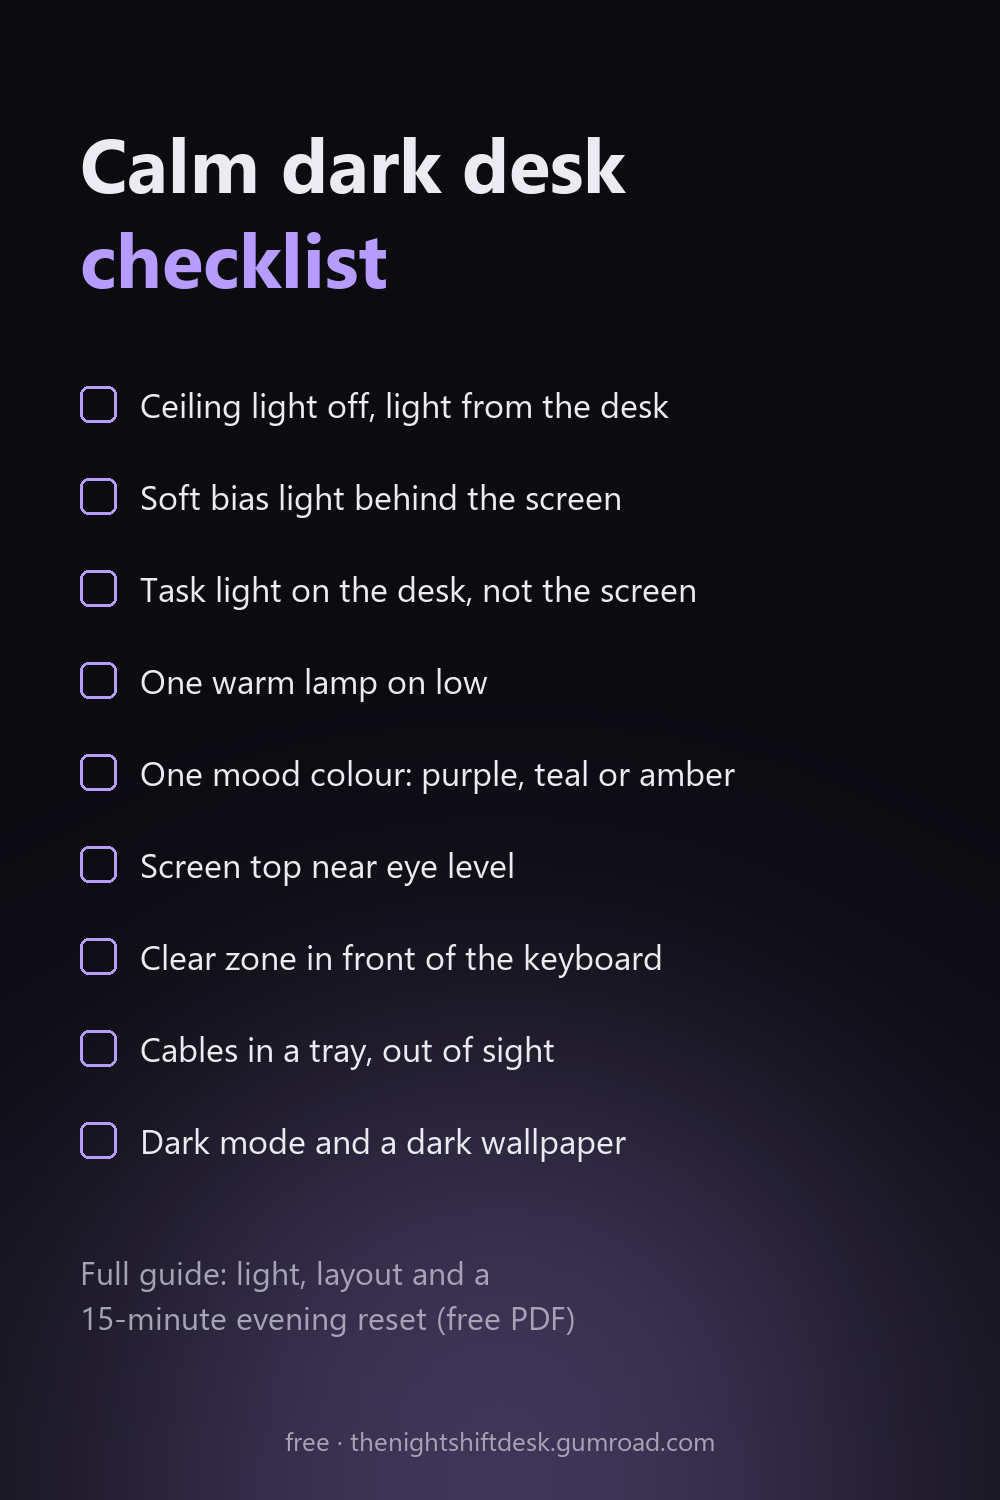 Calm dark desk
checklist
Ceiling light off, light from the desk
Soft bias light behind the screen
Task light on the desk, not the screen
One warm lamp on low
One mood colour: purple, teal or amber
Screen top near eye level
Clear zone in front of the keyboard
Cables in a tray, out of sight
Dark mode and a dark wallpaper
Full guide: light, layout and a
15-minute evening reset (free PDF)
free · thenightshiftdesk.gumroad.com